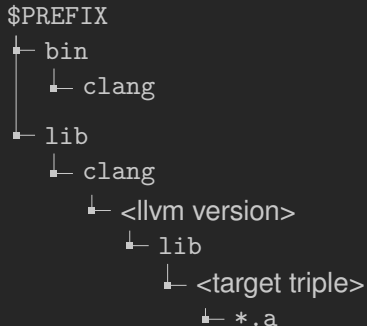 $PREFIX
bin
clang
lib
clang
<llvm version>
lib
<target triple>
*.a